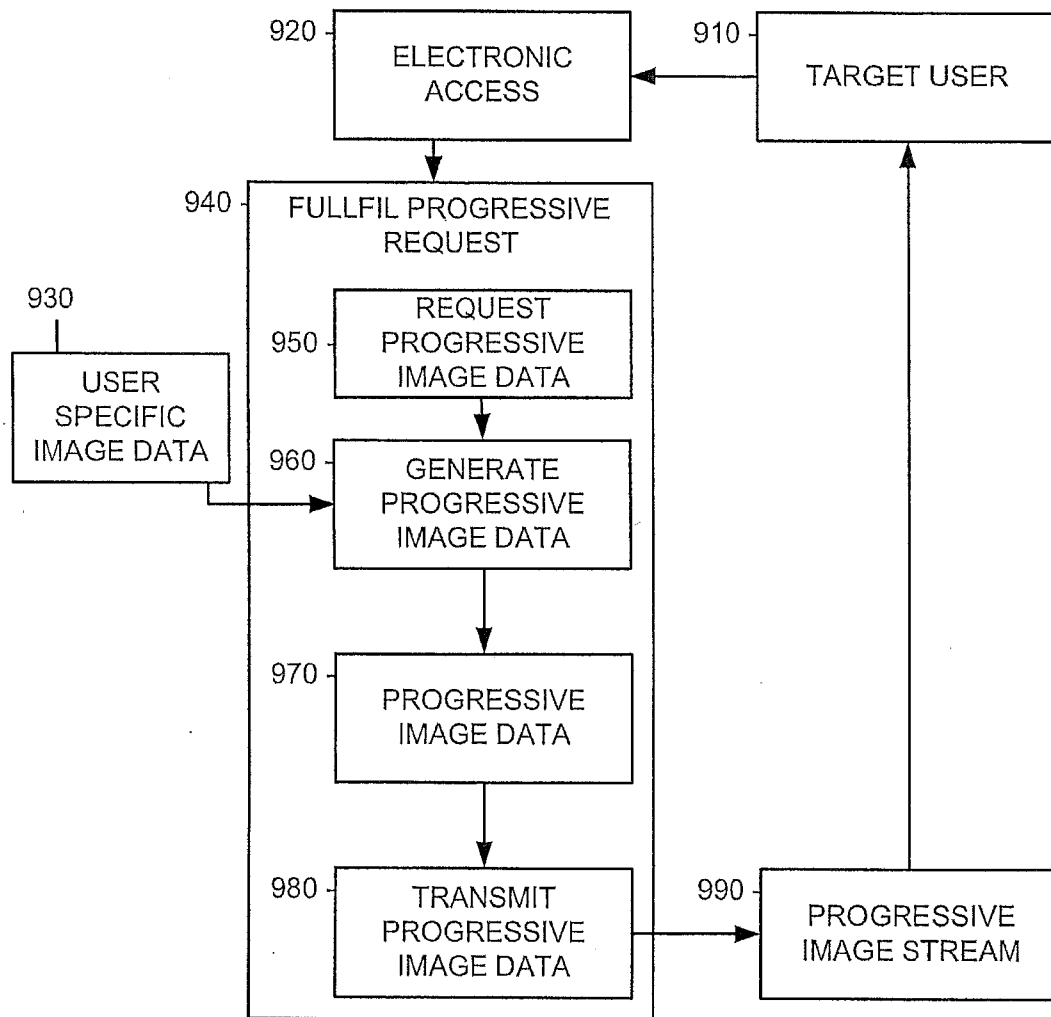 920
ELECTRONIC
ACCESS
910
TARGET USER
940
FULLFIL PROGRESSIVE
REQUEST
930
USER
SPECIFIC
IMAGE DATA
950
REQUEST
PROGRESSIVE
IMAGE DATA
960
GENERATE
PROGRESSIVE
IMAGE DATA
970
PROGRESSIVE
IMAGE DATA
980
TRANSMIT
PROGRESSIVE
IMAGE DATA
990
PROGRESSIVE
IMAGE STREAM